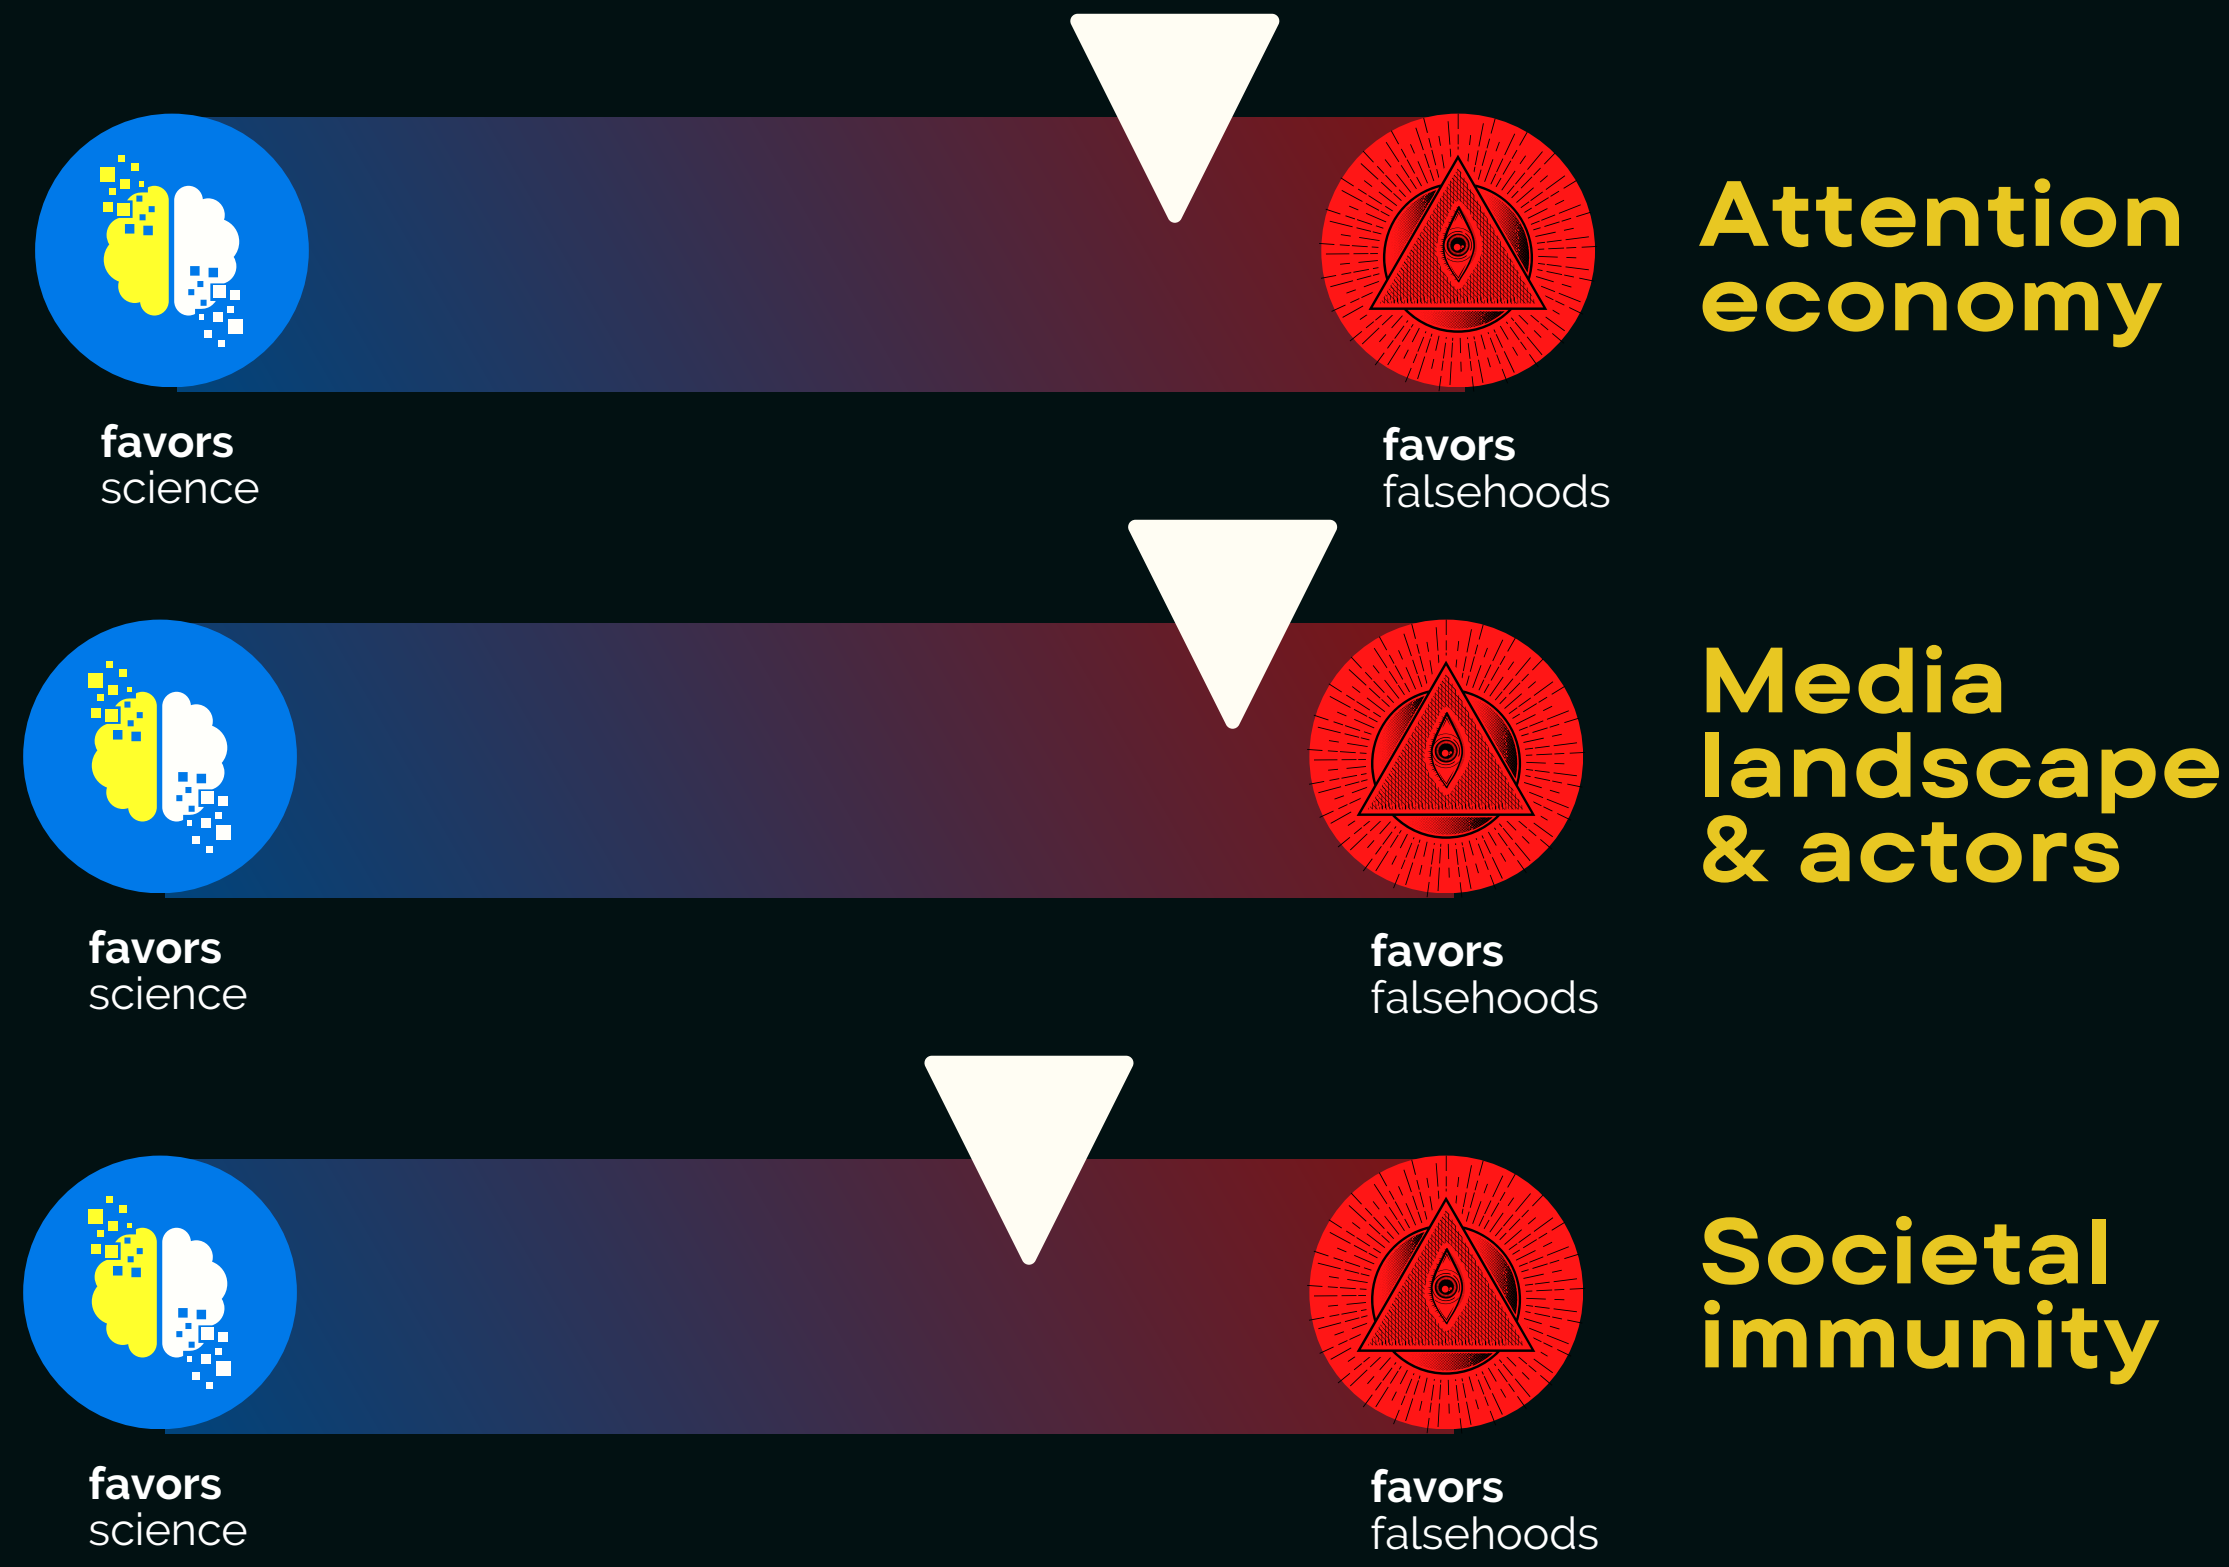 Attention
economy
favors
science
favors
falsehoods
Media
landscape
& actors
favors
science
favors
falsehoods
Societal
immunity
favors
science
favors
falsehoods